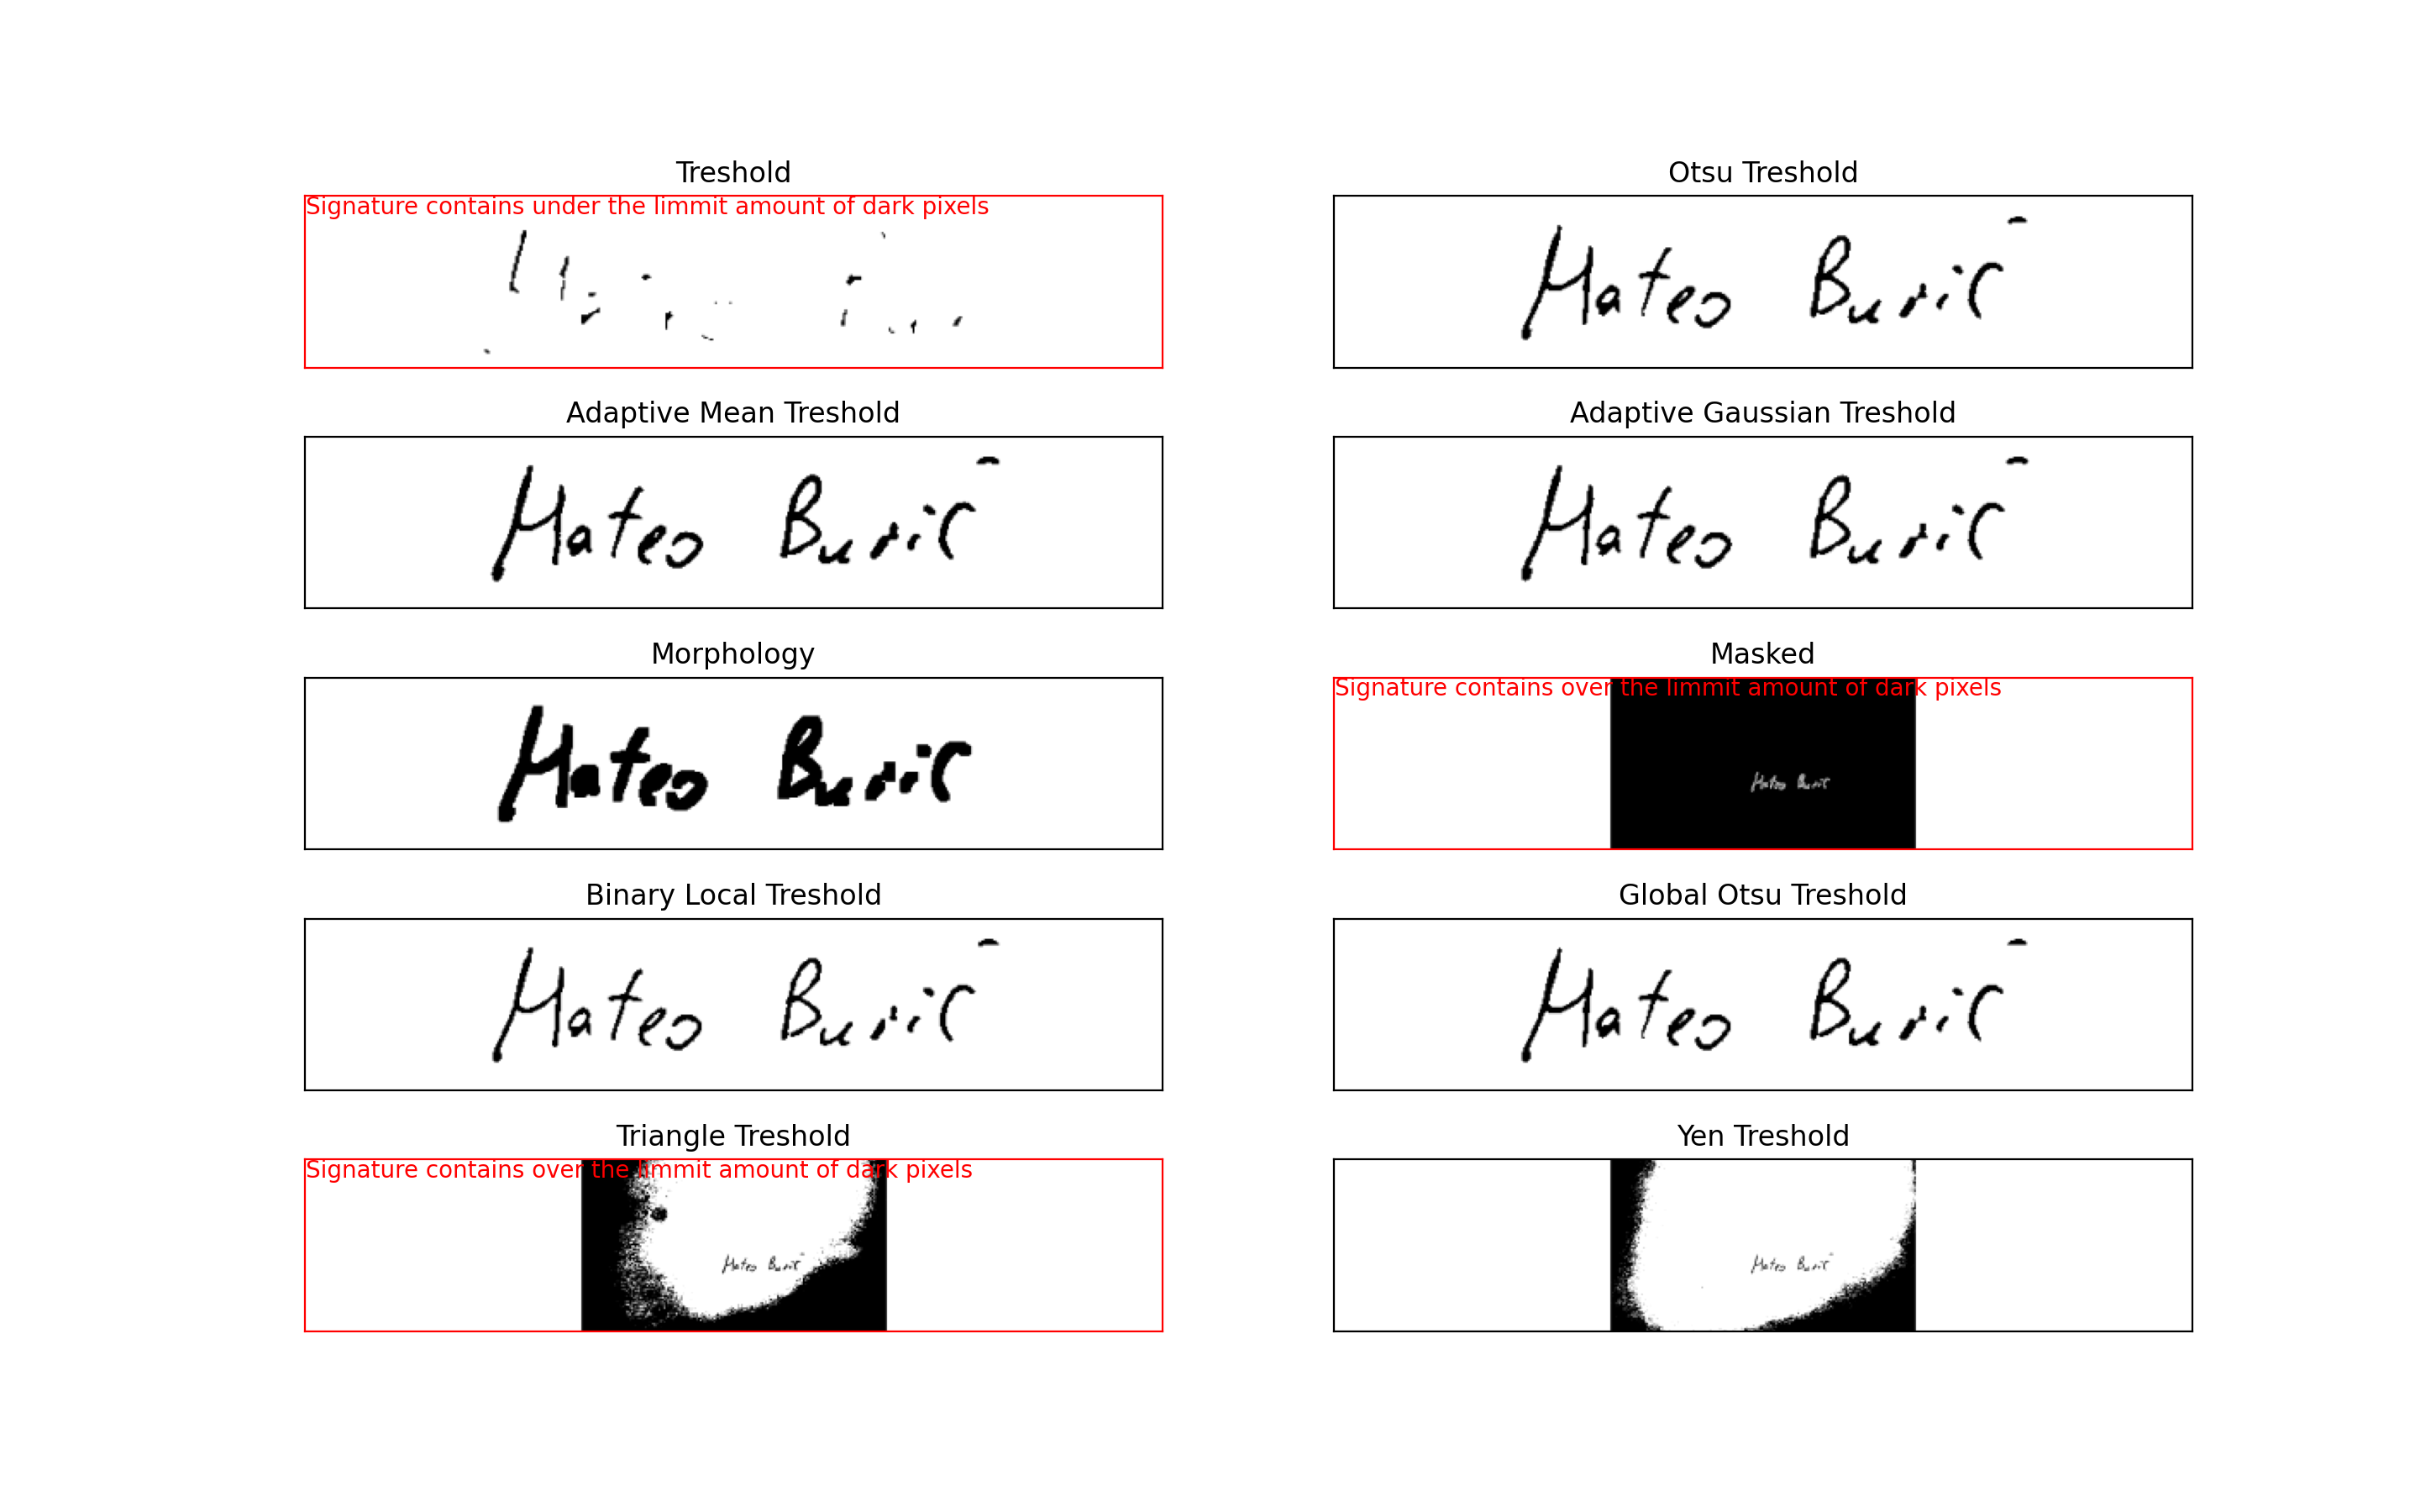 Treshold
Signature contains under the limmit amount of dark pixels
Otsu Treshold
Mateo Burić
Adaptive Mean Treshold
Mateo Burić
Adaptive Gaussian Treshold
Mateo Burić
Morphology
Mateo Buric
Masked
Signature contains over the limmit amount of dark pixels
Mateo Buric
Binary Local Treshold
Mateo Burić
Global Otsu Treshold
Mateo Burić
Triangle Treshold
Signature contains over the limmit amount of dark pixels
Mateo Burić
Yen Treshold
Mateo Burić